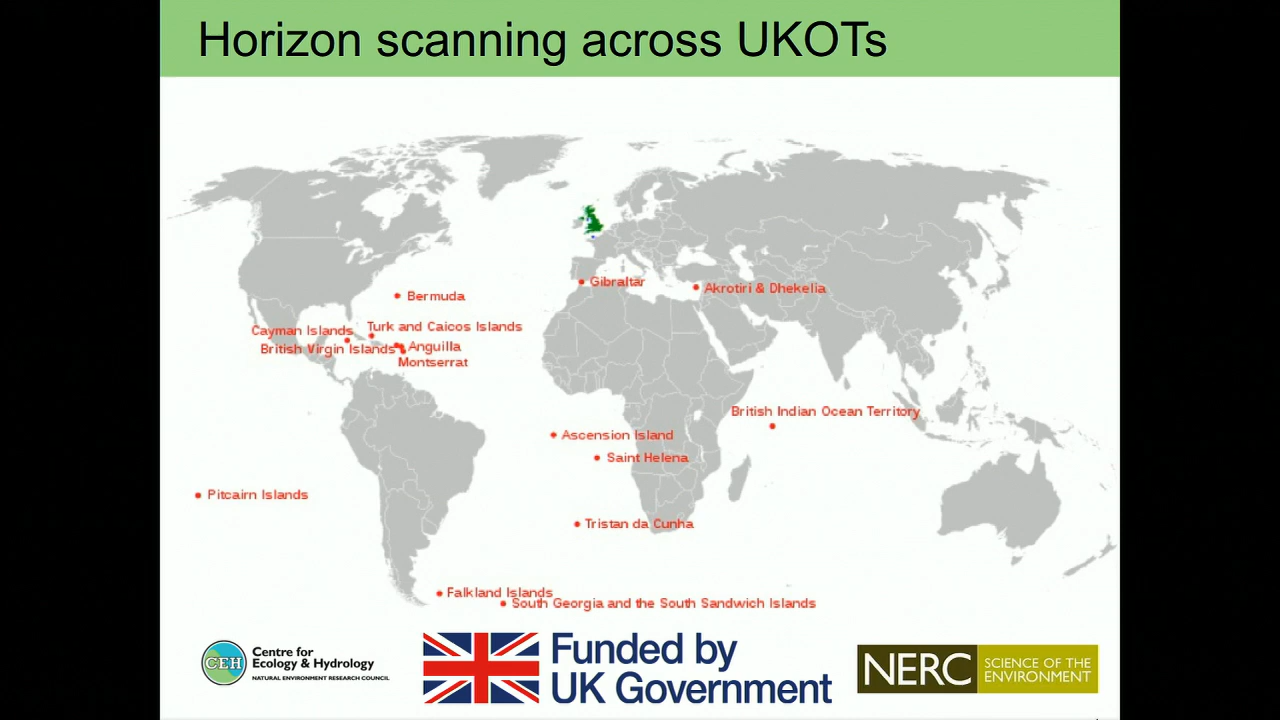 Horizon scanning across UKOTs
Gibraltar
Akrotiri & Dhekelia
Bermuda
Cayman Islands
Turk and Caicos Islands
British Virgin Islands
Anguilla
Montserrat
British Indian Ocean Territory
Ascension Island
Saint Helena
Pitcairn Islands
Tristan da Cunha
Falkland Islands
South Georgia and the South Sandwich Islands
CEH
Centre for
Ecology & Hydrology
NATURAL ENVIRONMENT RESEARCH COUNCIL
Funded by
UK Government
NERC
SCIENCE OF THE
ENVIRONMENT